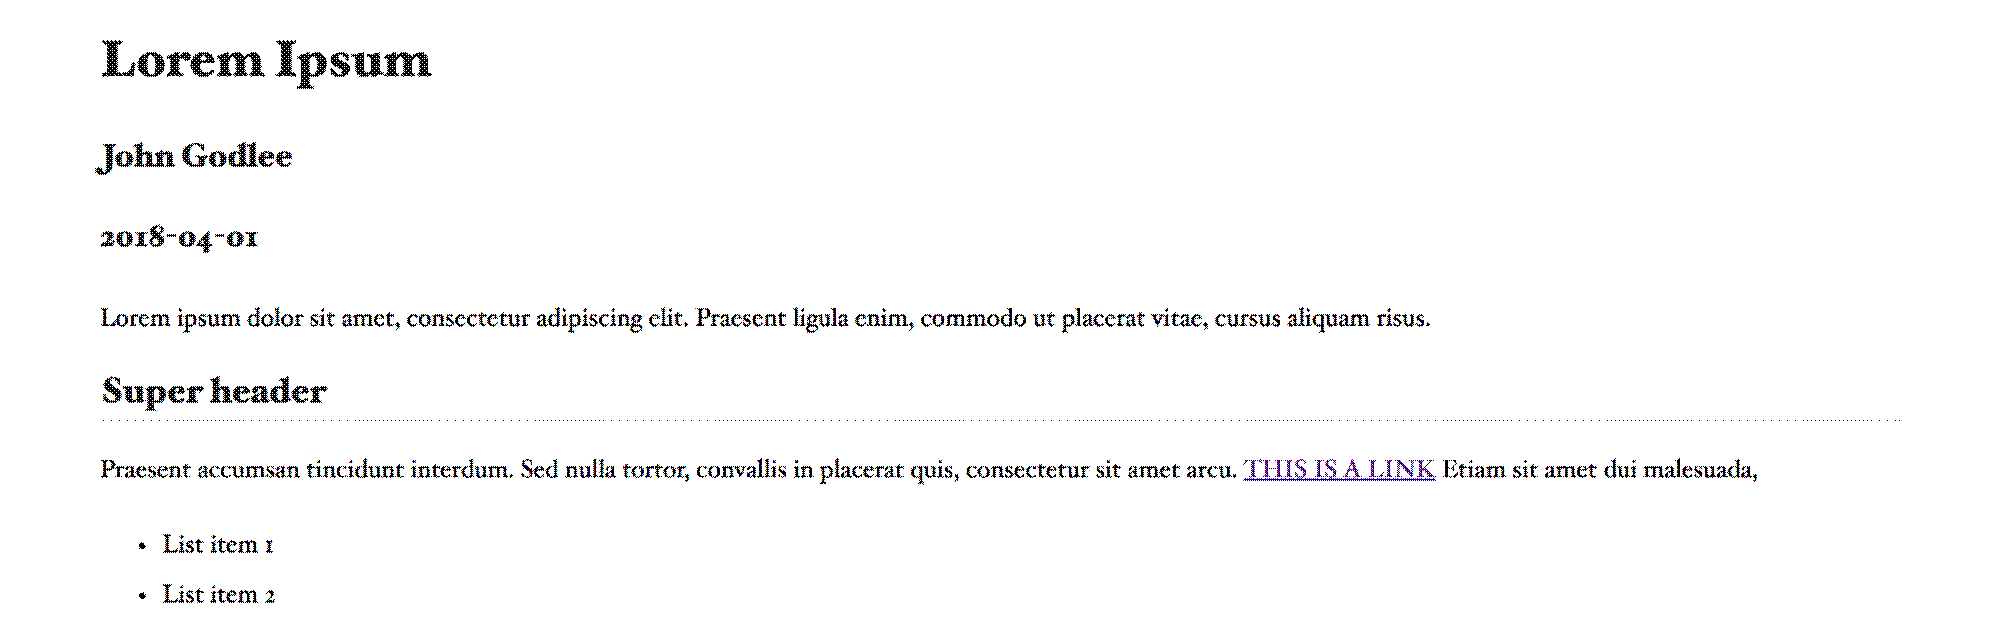 Lorem Ipsum
John Godlee
2018-04-01
Lorem ipsum dolor sit amet, consectetur adipiscing elit. Praesent ligula enim, commodo ut placerat vitae, cursus aliquam risus.
Super header
Praesent accumsan tincidunt interdum. Sed nulla tortor, convallis in placerat quis, consectetur sit amet arcu. THIS IS A LINK Etiam sit amet dui malesuada,
• List item 1
• List item 2